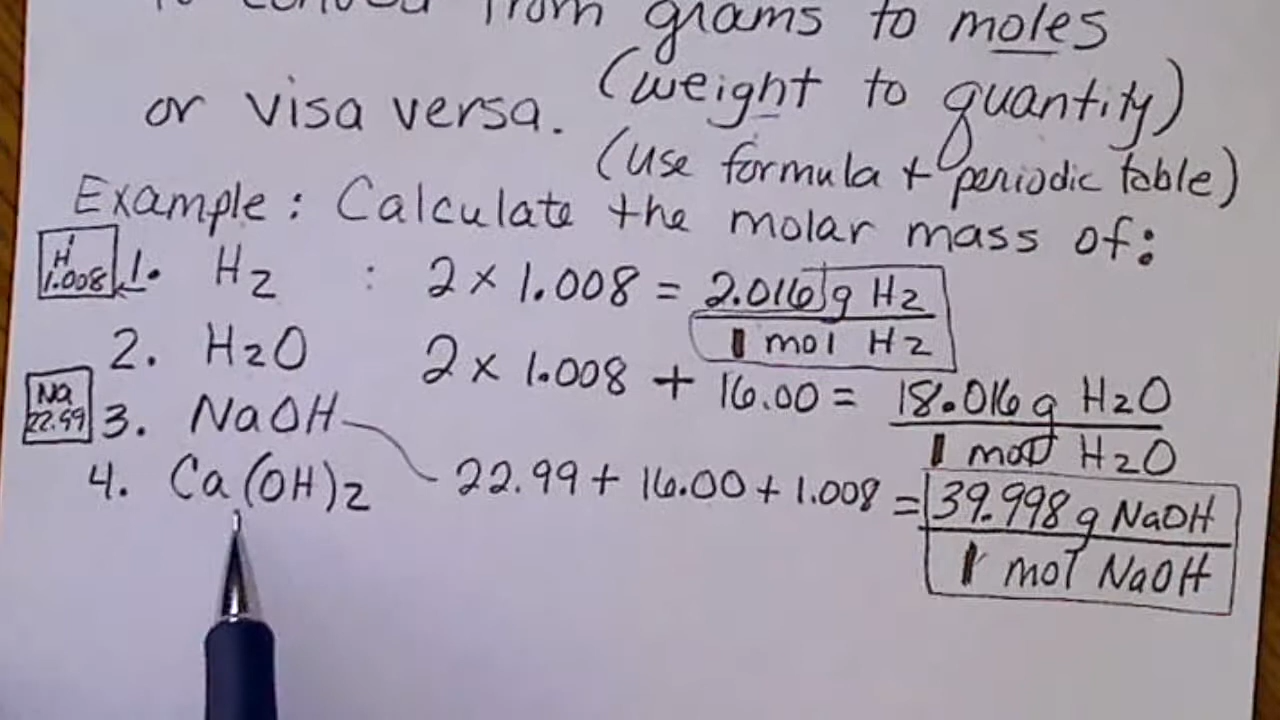 To convert from grams to moles
or visa versa. (weight to quantity)
(use formula + periodic table)
Example: Calculate the molar mass of:
H 1.008 1. H2 : 2 × 1.008 = 2.016 g H2 / 1 mol H2
2. H2O 2 × 1.008 + 16.00 = 18.016 g H2O / 1 mol H2O
Na 22.99 3. NaOH 22.99 + 16.00 + 1.008 = 39.998 g NaOH / 1 mol NaOH
4. Ca(OH)2